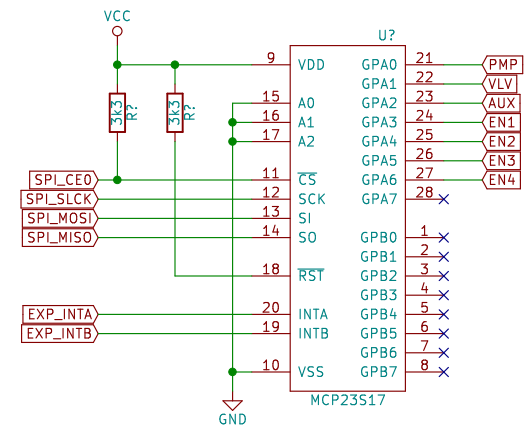 VCC
U?
3k3 R?
3k3 R?
9 VDD GPA0 21 PMP
GPA1 22 VLV
15 A0 GPA2 23 AUX
16 A1 GPA3 24 EN1
17 A2 GPA4 25 EN2
GPA5 26 EN3
SPI_CE0 11 CS GPA6 27 EN4
SPI_SLCK 12 SCK GPA7 28
SPI_MOSI 13 SI
SPI_MISO 14 SO GPB0 1
GPB1 2
18 RST GPB2 3
GPB3 4
EXP_INTA 20 INTA GPB4 5
EXP_INTB 19 INTB GPB5 6
GPB6 7
10 VSS GPB7 8
MCP23S17
GND